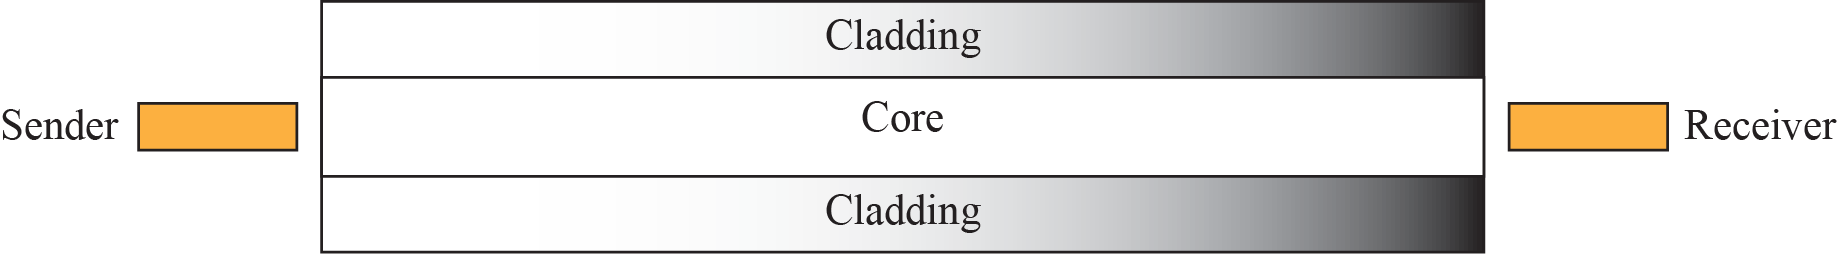 Cladding
Sender
Core
Receiver
Cladding